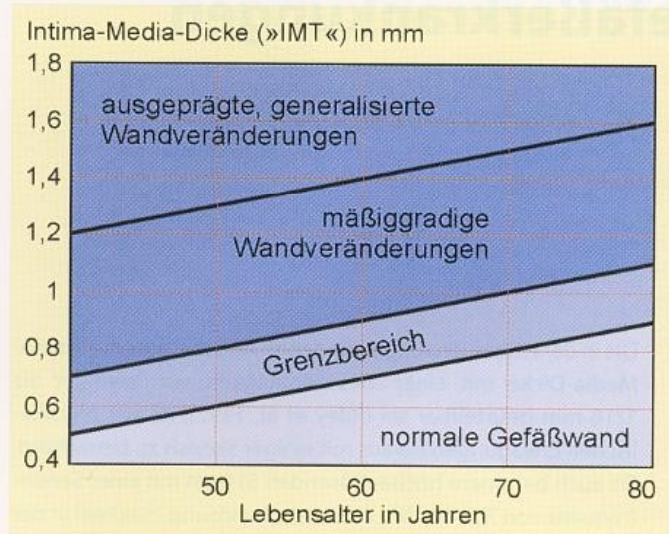 Intima-Media-Dicke (»IMT«) in mm
1,8
1,6
1,4
1,2
1
0,8
0,6
0,4
ausgeprägte, generalisierte
Wandveränderungen
mäßiggradige
Wandveränderungen
Grenzbereich
normale Gefäßwand
50
60
70
80
Lebensalter in Jahren